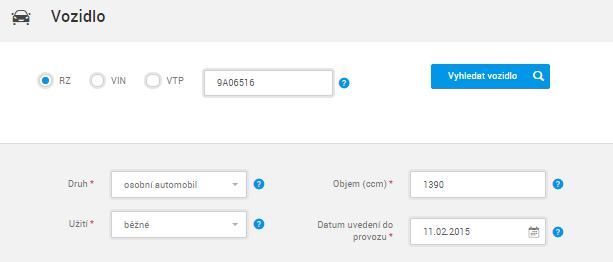 Vozidlo
RZ VIN VTP 9A06516 ? Vyhledat vozidlo
Druh * osobní automobil ? Objem (ccm) * 1390 ?
Užití * běžné ? Datum uvedení do
provozu * 11.02.2015 ?